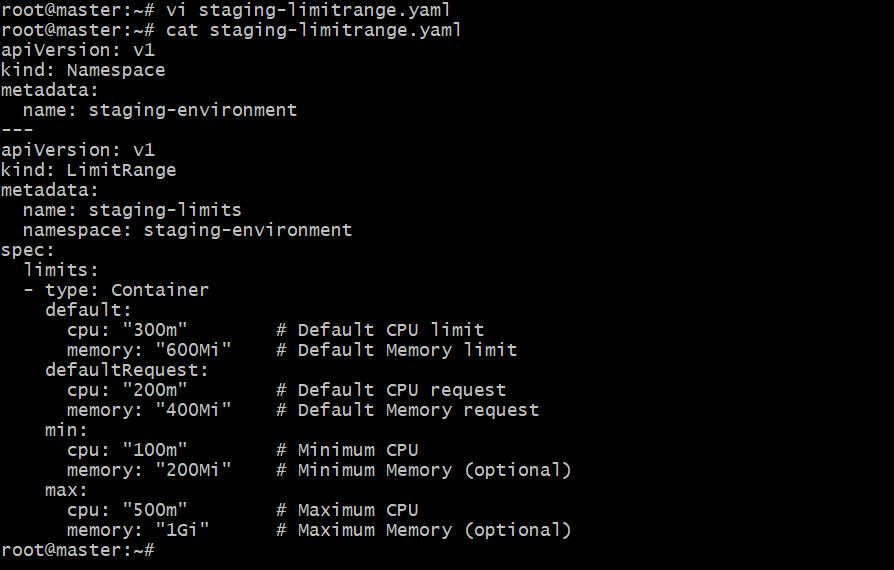 root@master:~# vi staging-limitrange.yaml
root@master:~# cat staging-limitrange.yaml
apiVersion: v1
kind: Namespace
metadata:
  name: staging-environment
---
apiVersion: v1
kind: LimitRange
metadata:
  name: staging-limits
  namespace: staging-environment
spec:
  limits:
  - type: Container
    default:
      cpu: "300m"        # Default CPU limit
      memory: "600Mi"    # Default Memory limit
    defaultRequest:
      cpu: "200m"        # Default CPU request
      memory: "400Mi"    # Default Memory request
    min:
      cpu: "100m"        # Minimum CPU
      memory: "200Mi"    # Minimum Memory (optional)
    max:
      cpu: "500m"        # Maximum CPU
      memory: "1Gi"      # Maximum Memory (optional)
root@master:~#